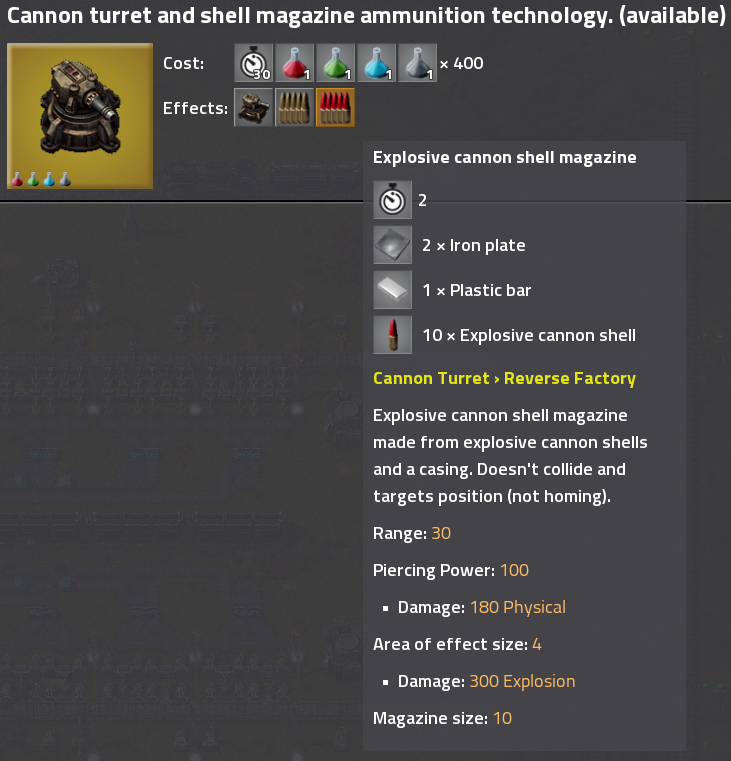 Cannon turret and shell magazine ammunition technology. (available)
Cost: 30 1 1 1 1 × 400
Effects:
Explosive cannon shell magazine
2
2 × Iron plate
1 × Plastic bar
10 × Explosive cannon shell
Cannon Turret › Reverse Factory
Explosive cannon shell magazine
made from explosive cannon shells
and a casing. Doesn't collide and
targets position (not homing).
Range: 30
Piercing Power: 100
▪ Damage: 180 Physical
Area of effect size: 4
▪ Damage: 300 Explosion
Magazine size: 10